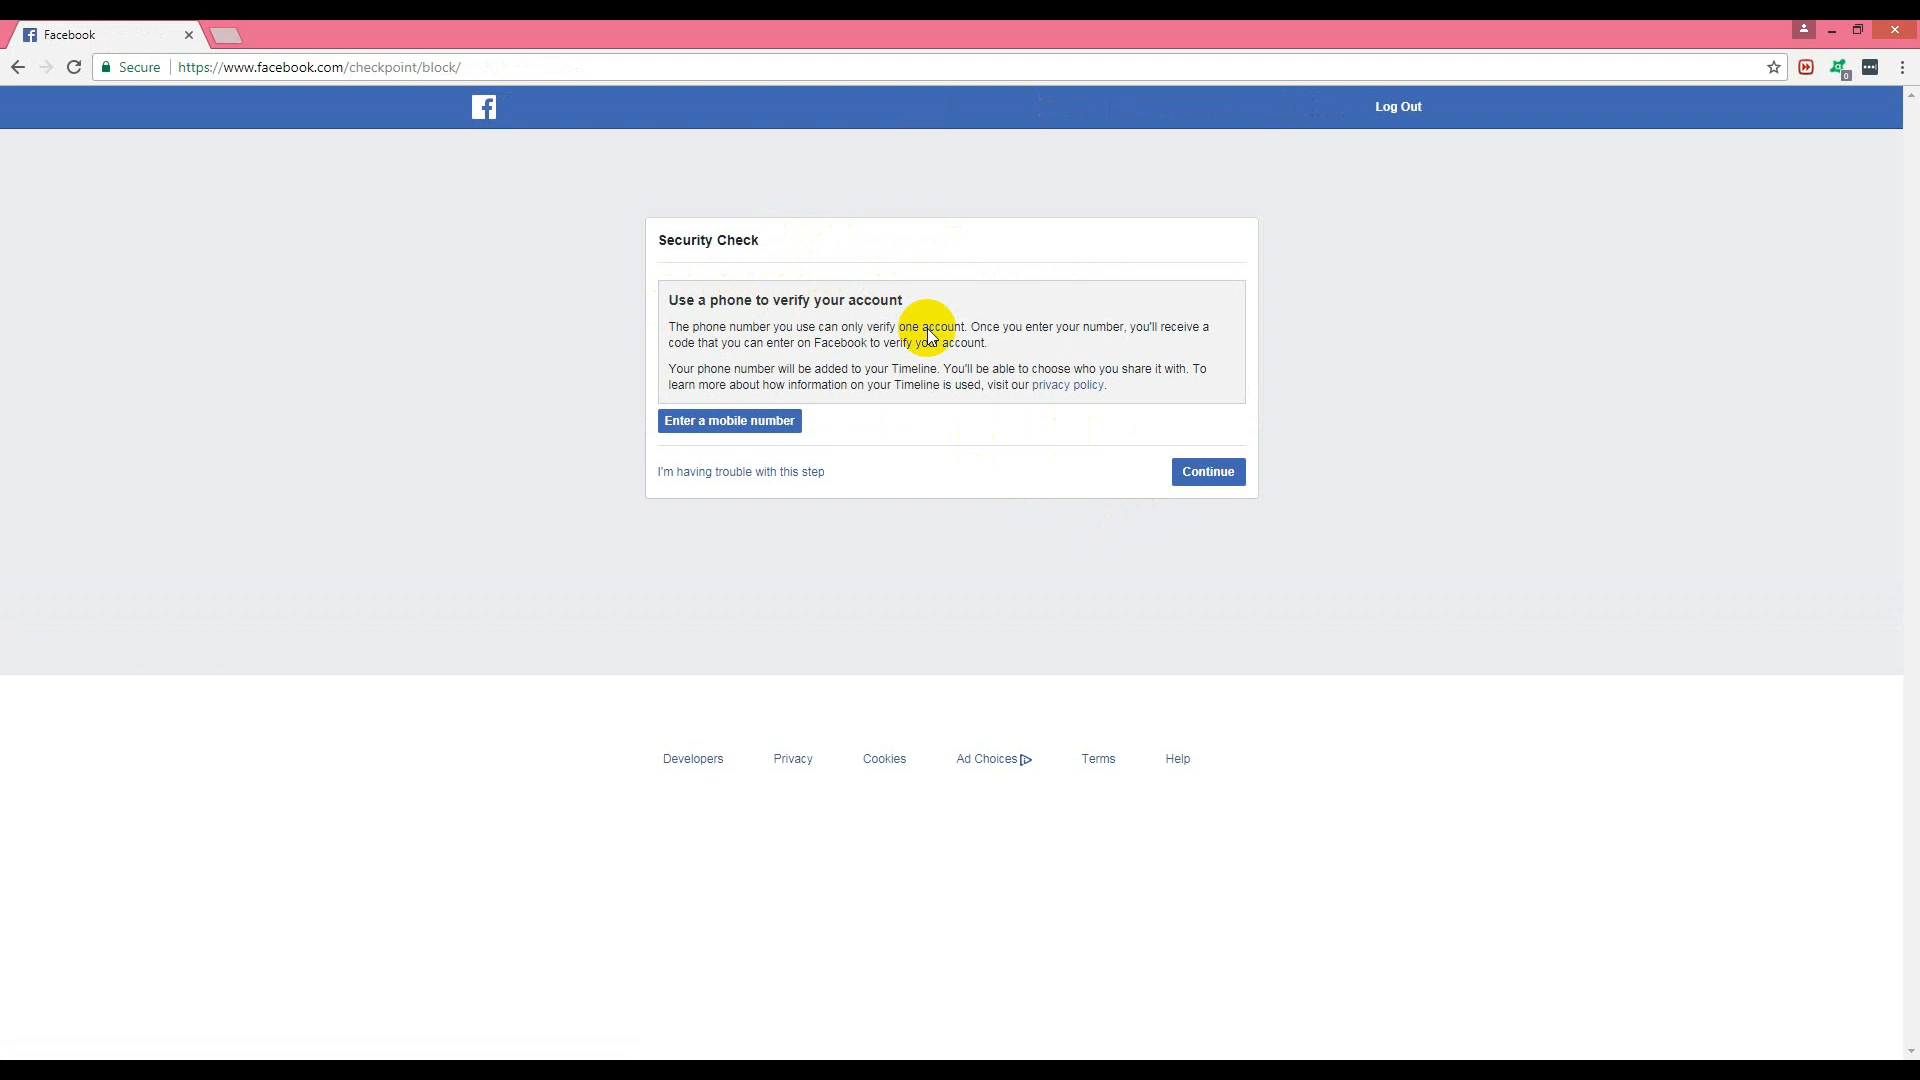 Facebook
Secure https://www.facebook.com/checkpoint/block/
Log Out
Security Check
Use a phone to verify your account
The phone number you use can only verify one account. Once you enter your number, you'll receive a
code that you can enter on Facebook to verify your account.
Your phone number will be added to your Timeline. You'll be able to choose who you share it with. To
learn more about how information on your Timeline is used, visit our privacy policy.
Enter a mobile number
I'm having trouble with this step
Continue
Developers Privacy Cookies Ad Choices Terms Help